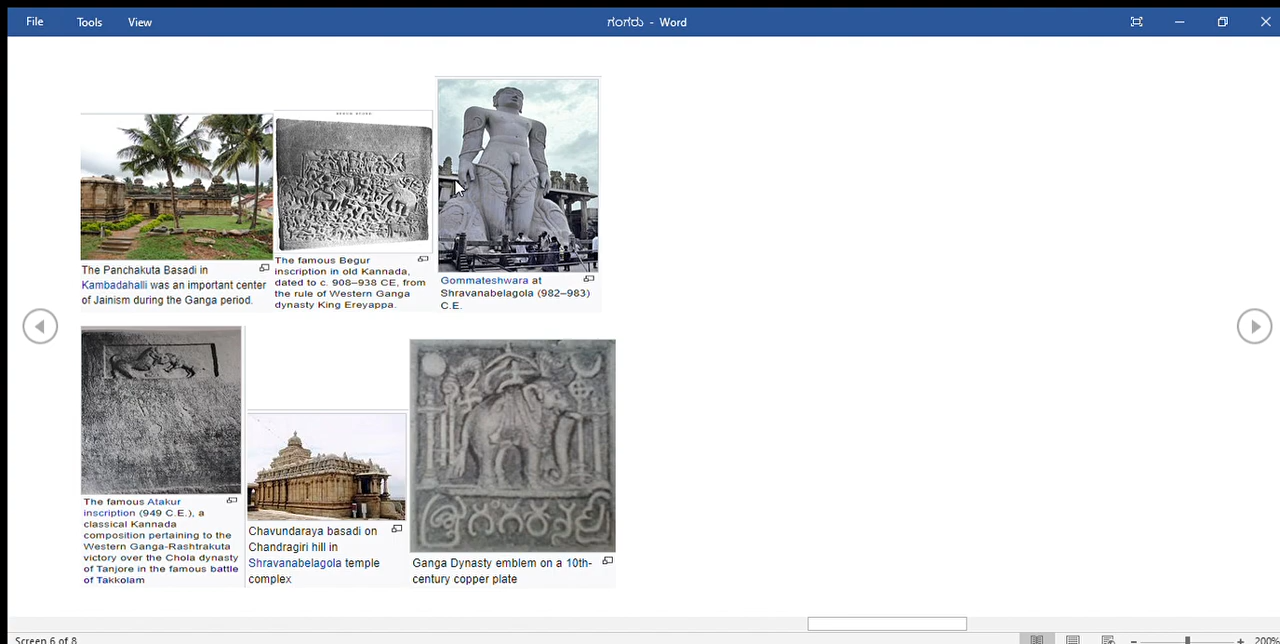 File Tools View ಗಂಗರು - Word
The Panchakuta Basadi in
Kambadahalli was an important center
of Jainism during the Ganga period.
The famous Begur
inscription in old Kannada,
dated to c. 908–938 CE, from
the rule of Western Ganga
dynasty King Ereyappa.
Gommateshwara at
Shravanabelagola (982–983)
C.E.
The famous Atakur
inscription (949 C.E.), a
classical Kannada
composition pertaining to the
Western Ganga-Rashtrakuta
victory over the Chola dynasty
of Tanjore in the famous battle
of Takkolam
Chavundaraya basadi on
Chandragiri hill in
Shravanabelagola temple
complex
Ganga Dynasty emblem on a 10th-
century copper plate
Screen 6 of 8
200%